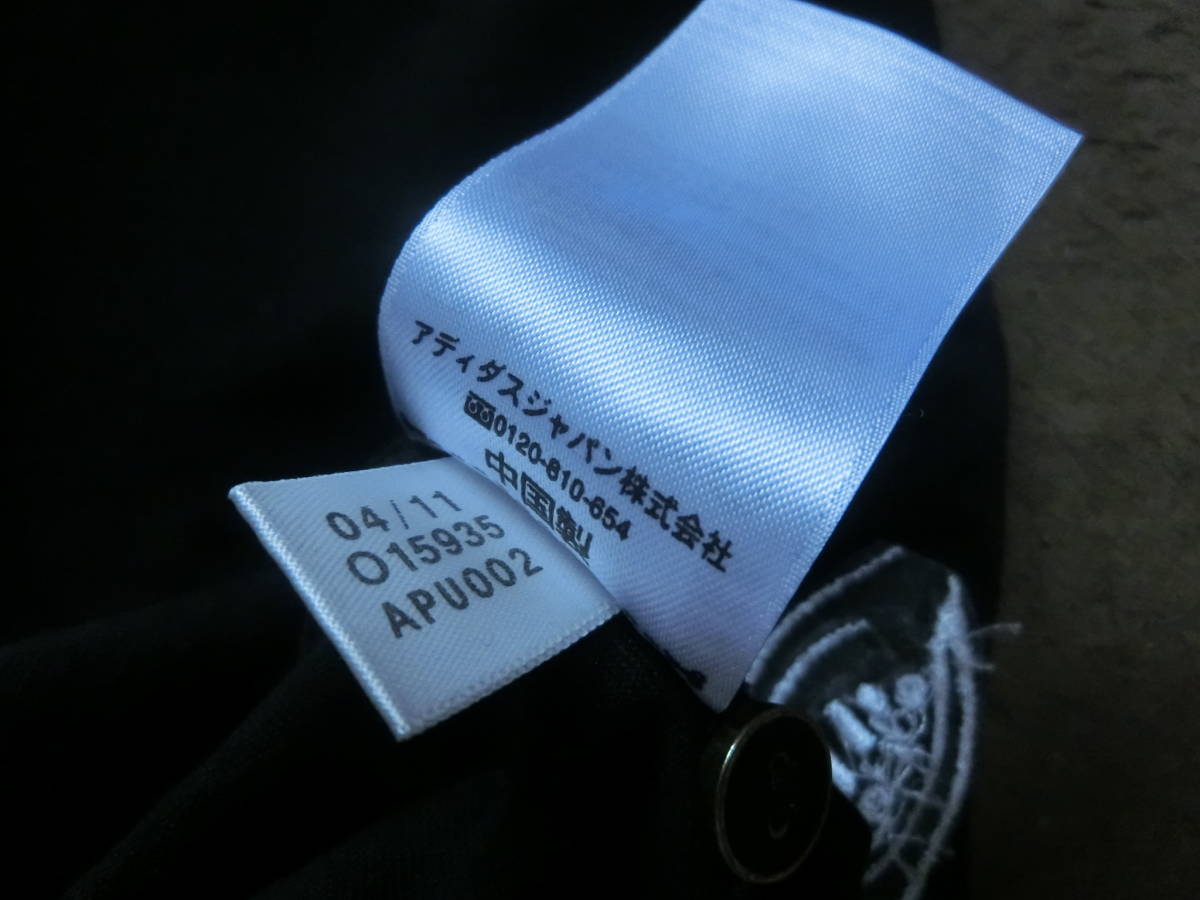 アディダスジャパン株式会社
0120-810-654
中国製
04/11
O15935
APU002